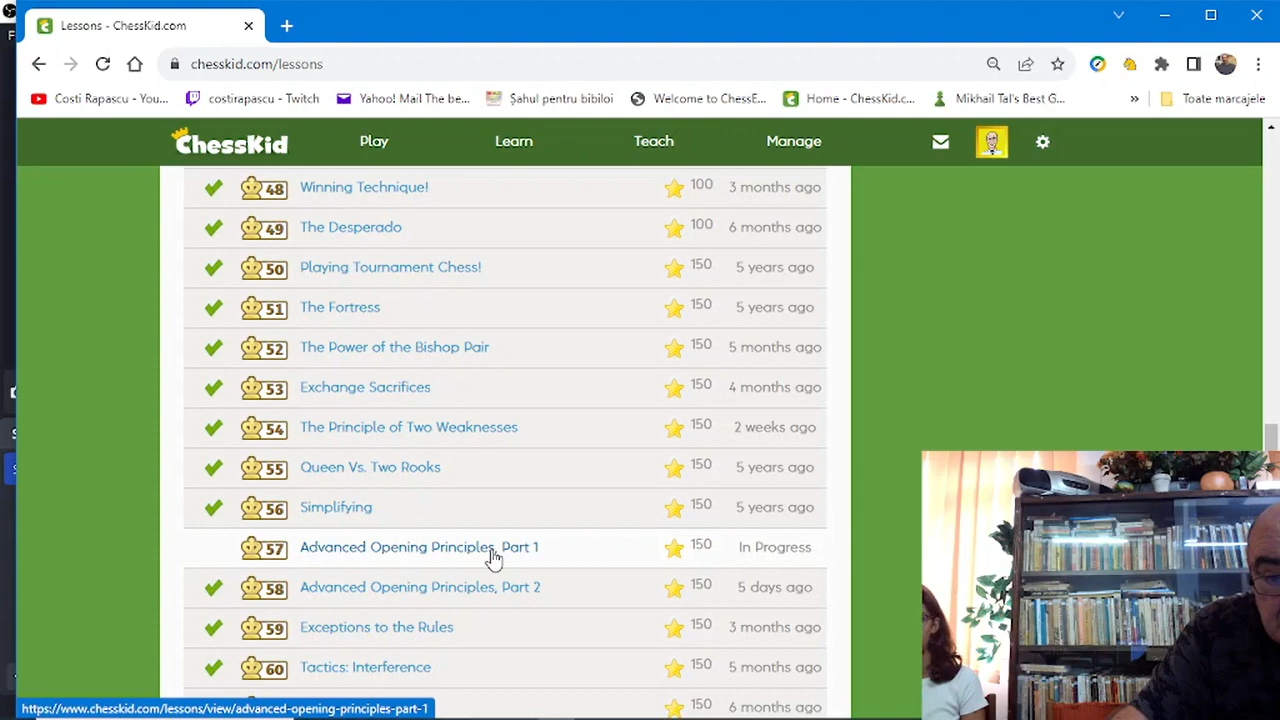 Lessons - ChessKid.com
chesskid.com/lessons
Costi Rapascu - You...
costirapascu - Twitch
Yahoo! Mail The be...
Șahul pentru bibiloi
Welcome to ChessE...
Home - ChessKid.c...
Mikhail Tal's Best G...
»
Toate marcajele
ChessKid
Play
Learn
Teach
Manage
48 Winning Technique! 100 3 months ago
49 The Desperado 100 6 months ago
50 Playing Tournament Chess! 150 5 years ago
51 The Fortress 150 5 years ago
52 The Power of the Bishop Pair 150 5 months ago
53 Exchange Sacrifices 150 4 months ago
54 The Principle of Two Weaknesses 150 2 weeks ago
55 Queen Vs. Two Rooks 150 5 years ago
56 Simplifying 150 5 years ago
57 Advanced Opening Principles, Part 1 150 In Progress
58 Advanced Opening Principles, Part 2 150 5 days ago
59 Exceptions to the Rules 150 3 months ago
60 Tactics: Interference 150 5 months ago
150 6 months ago
https://www.chesskid.com/lessons/view/advanced-opening-principles-part-1